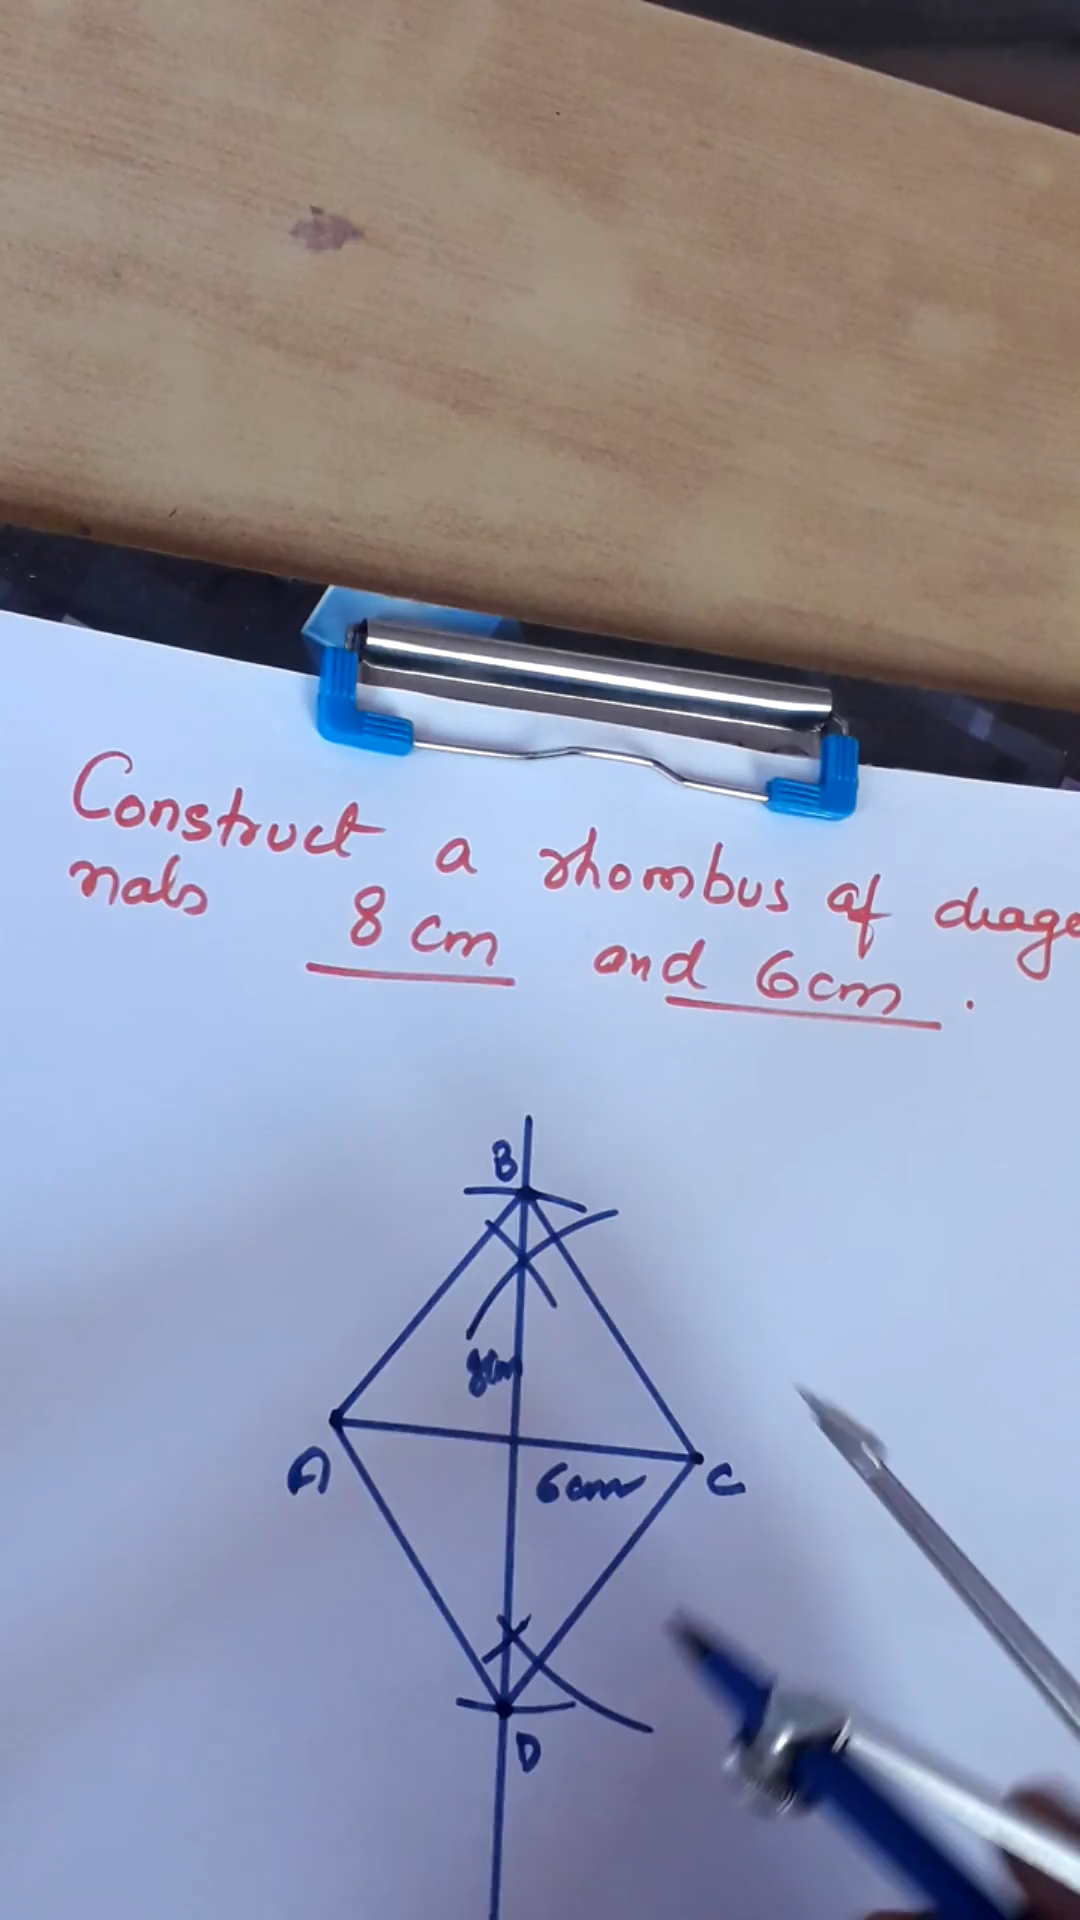 Construct a rhombus of diago
nals 8 cm and 6cm.
B
8cm
A
6cm C
D